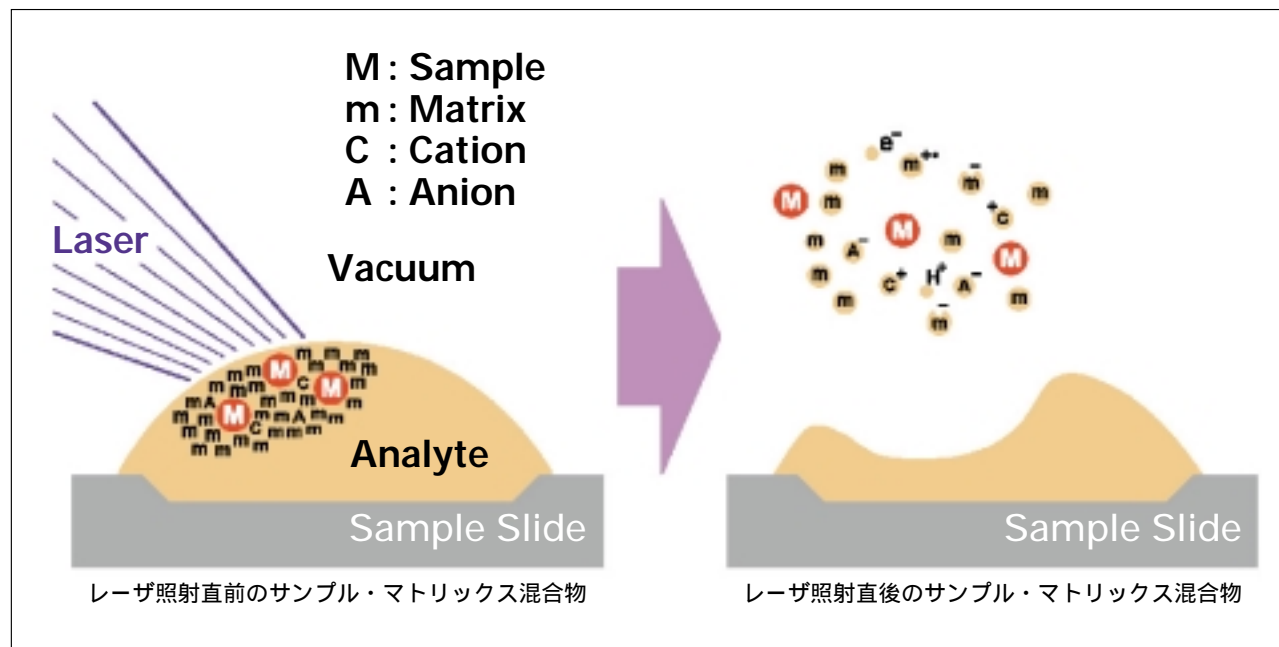 M : Sample
m : Matrix
C : Cation
A : Anion
Laser
Vacuum
Analyte
Sample Slide
レーザ照射直前のサンプル・マトリックス混合物
e⁻
m⁺•
m⁻
m
m
M
m
⁺C
M
m
A⁻
m
M
m
C⁺
H⁺
A⁻
m
m
m⁻
Sample Slide
レーザ照射直後のサンプル・マトリックス混合物